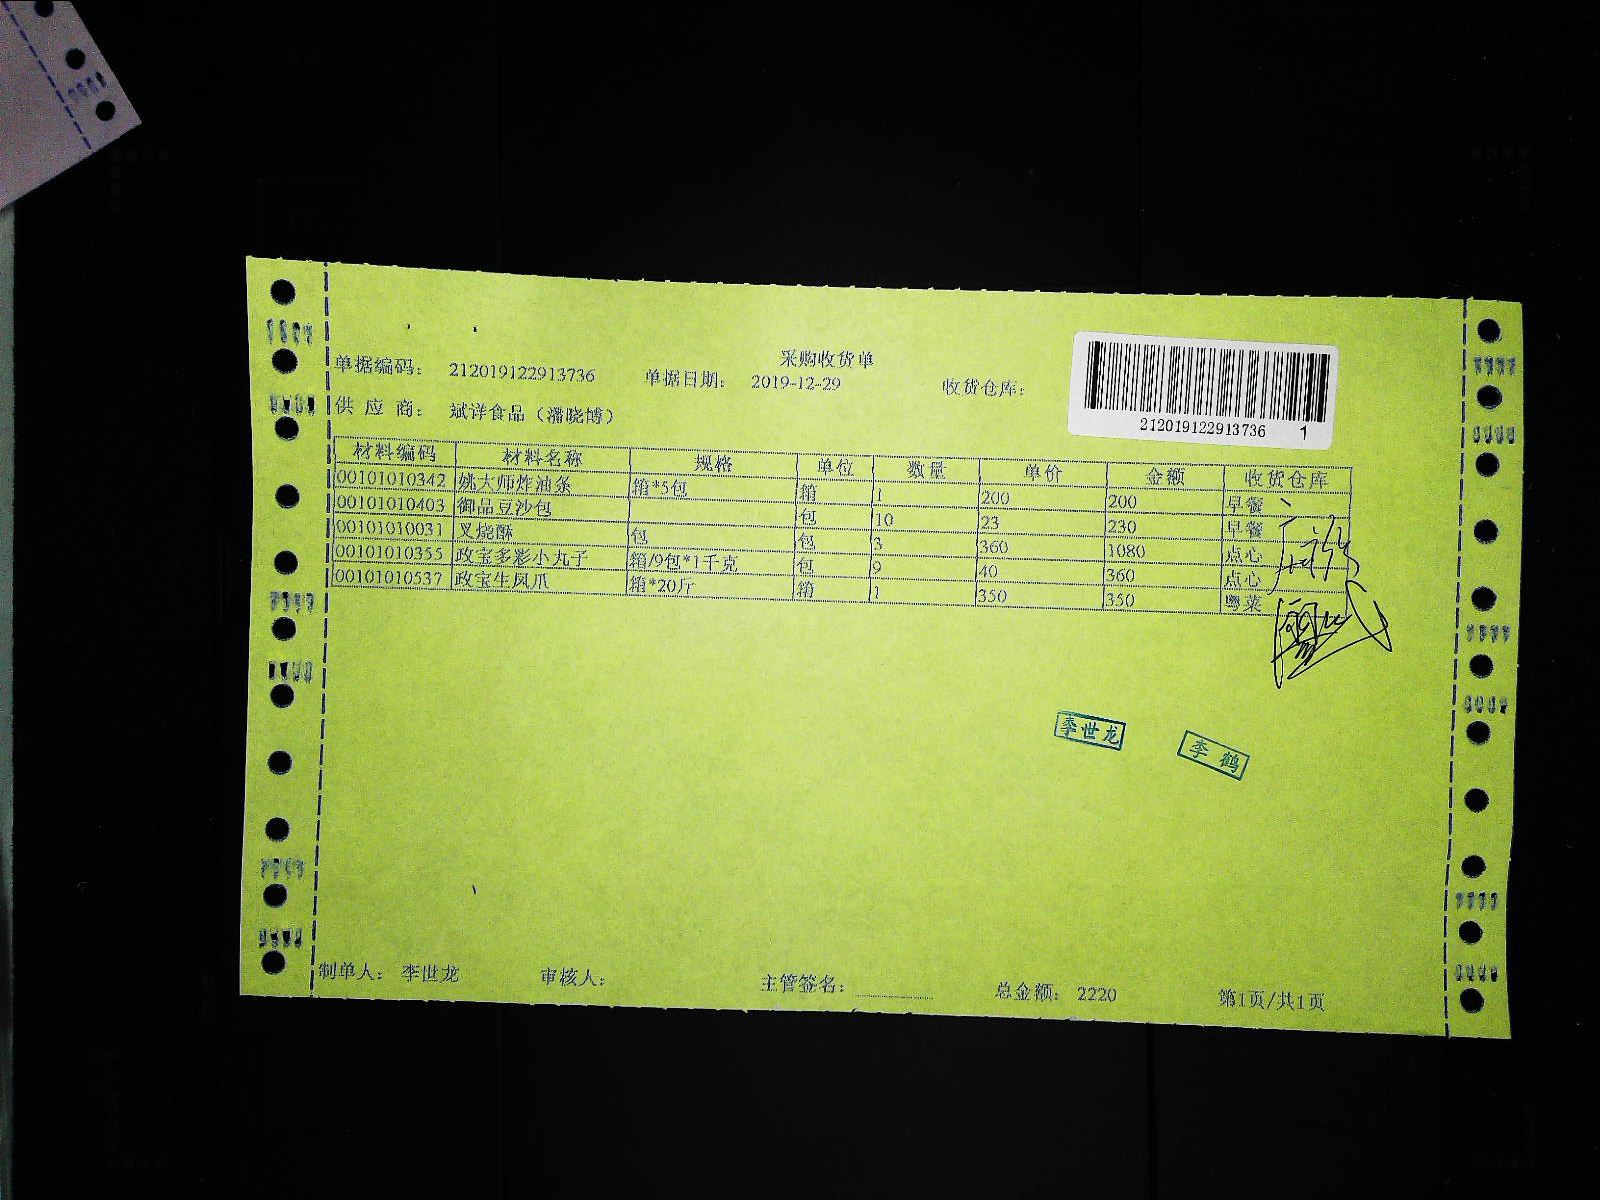 采购收货单
单据编码： 212019122913736 单据日期： 2019-12-29 收货仓库：
212019122913736 1
供 应 商： 斌详食品（潘晓博）
材料编码 材料名称 规格 单位 数量 单价 金额 收货仓库
00101010342 姚大师炸油条 箱*5包 箱 1 200 200 早餐
00101010403 御品豆沙包 包 10 23 230 早餐
00101010031 叉烧酥 包 包 3 360 1080 点心
00101010355 政宝多彩小丸子 箱/9包*1千克 包 9 40 360 点心
00101010537 政宝生凤爪 箱*20斤 箱 1 350 350 粤菜
李世龙 李鹤
制单人： 李世龙 审核人： 主管签名： 总金额： 2220 第1页/共1页